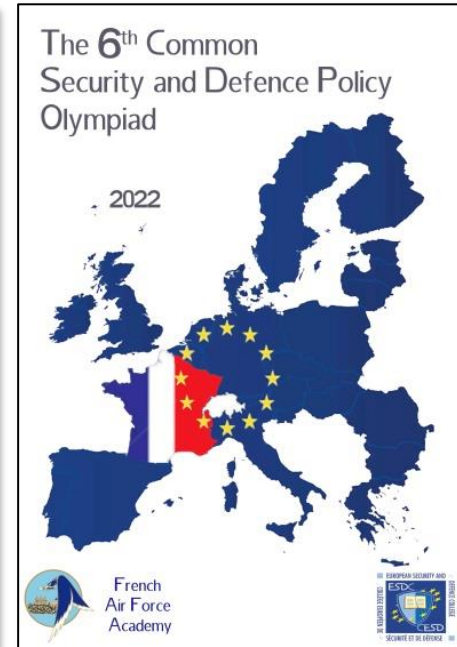 The 6th Common
Security and Defence Policy
Olympiad
2022
French
Air Force
Academy
EUROPEAN SECURITY AND
DEFENCE COLLEGE
ESDC
CESD
COLLÈGE EUROPÉEN DE
SÉCURITÉ ET DE DÉFENSE